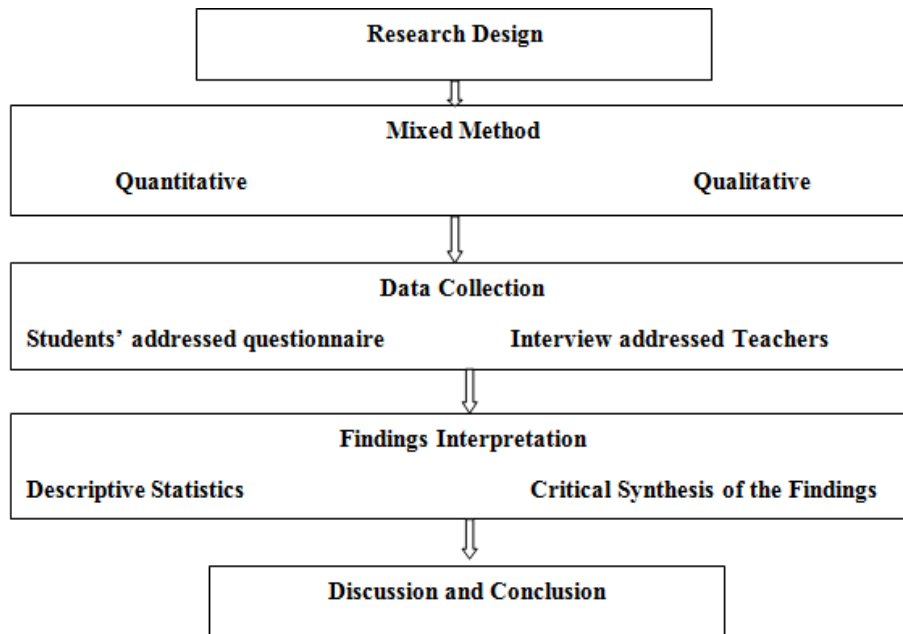 Research Design
Mixed Method
Quantitative Qualitative
Data Collection
Students’ addressed questionnaire Interview addressed Teachers
Findings Interpretation
Descriptive Statistics Critical Synthesis of the Findings
Discussion and Conclusion